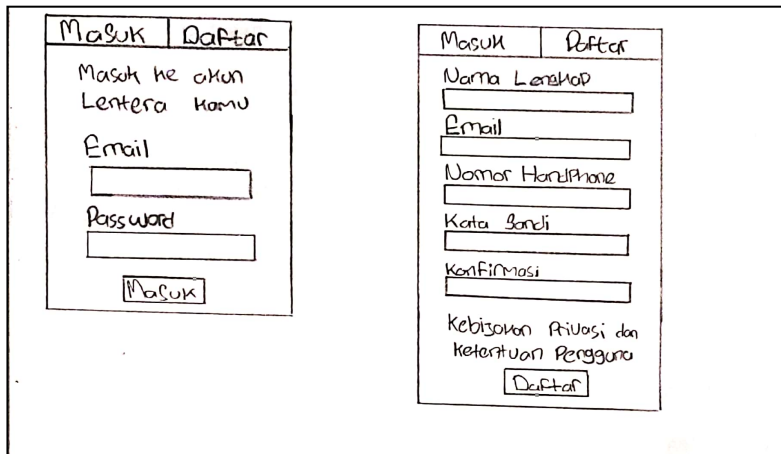 Masuk Daftar
Masuk ke akun
Lentera kamu
Email
Password
Masuk
Masuk Daftar
Nama Lengkap
Email
Nomor Handphone
Kata Sandi
Konfirmasi
Kebijakan Privasi dan
Ketentuan Pengguna
Daftar